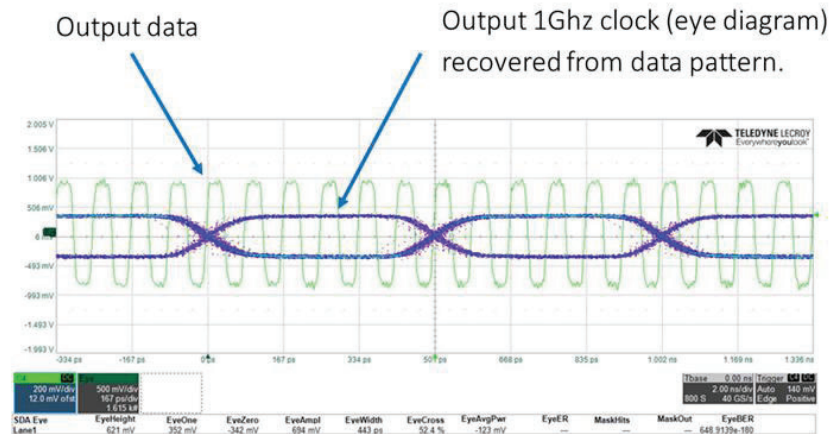 Output data
Output 1Ghz clock (eye diagram)
recovered from data pattern.
2.005 V
1.506 V
1.006 V
506 mV
6 mV
-493 mV
-993 mV
-1.493 V
-1.993 V
TELEDYNE LECROY
Everywhereyoulook
-334 ps -167 ps 0 ps 167 ps 334 ps 501 ps 668 ps 835 ps 1.002 ns 1.169 ns 1.336 ns
DC Eye
200 mV/div 500 mV/div
12.0 mV ofst 167 ps/div
1.615 k#
Tbase 0.00 ns Trigger
2.00 ns/div Auto 140 mV
800 S 40 GS/s Edge Positive
SDA Eye EyeHeight EyeOne EyeZero EyeAmpl EyeWidth EyeCross EyeAvgPwr EyeER MaskHits MaskOut EyeBER
Lane1 621 mV 352 mV -342 mV 694 mV 443 ps 52.4 % -123 mV --- --- --- 648.9139e-180